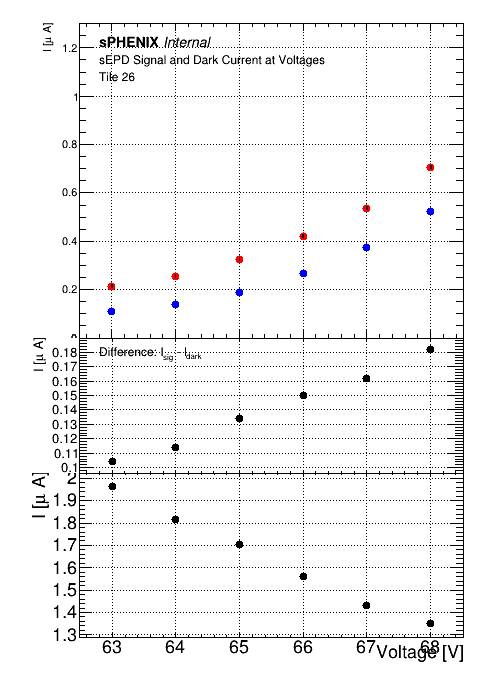 I [μ A]
sPHENIX Internal
sEPD Signal and Dark Current at Voltages
Tile 26
1.2
1
0.8
0.6
0.4
0.2
I [μ A]
Difference: I_sig - I_dark
0.18
0.17
0.16
0.15
0.14
0.13
0.12
0.11
0.1
I [μ A]
2
1.9
1.8
1.7
1.6
1.5
1.4
1.3
63 64 65 66 67 68
Voltage [V]